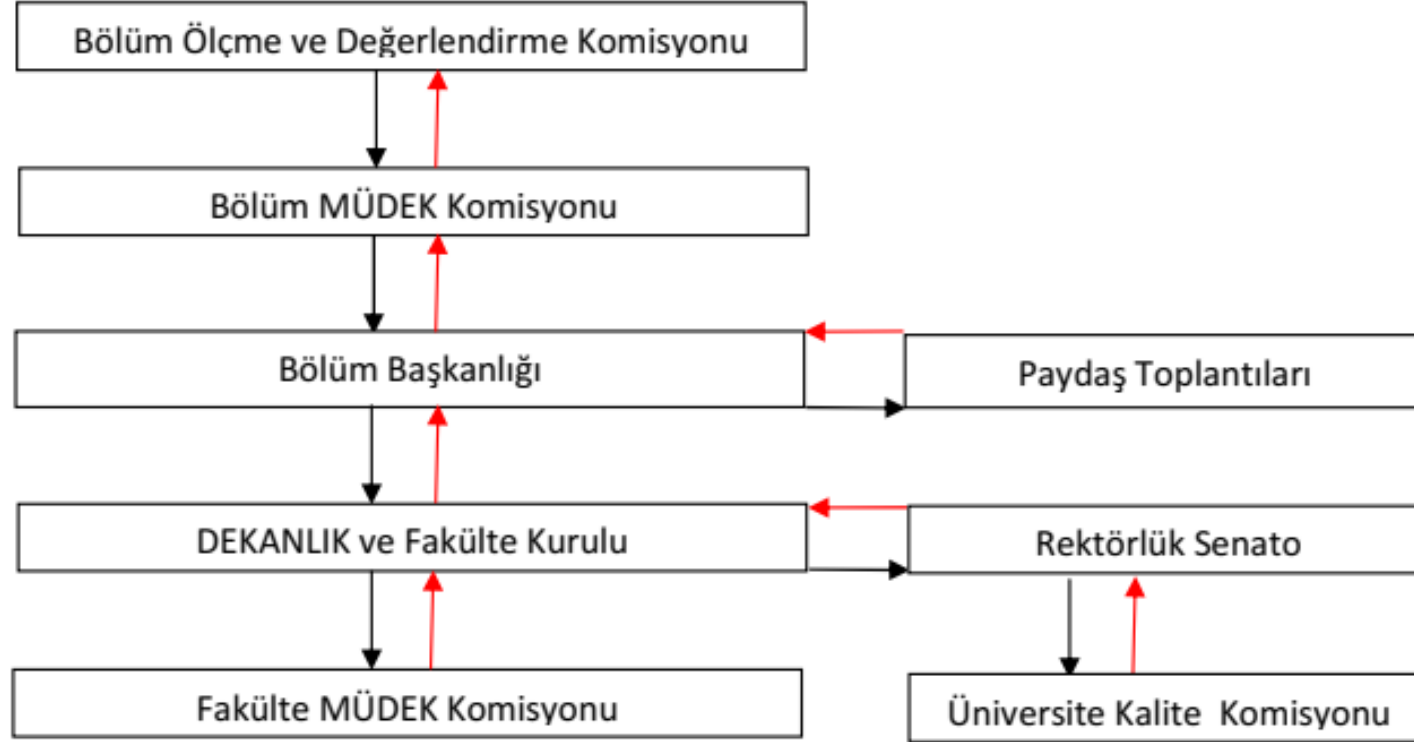 Bölüm Ölçme ve Değerlendirme Komisyonu
Bölüm MÜDEK Komisyonu
Bölüm Başkanlığı
Paydaş Toplantıları
DEKANLIK ve Fakülte Kurulu
Rektörlük Senato
Fakülte MÜDEK Komisyonu
Üniversite Kalite Komisyonu